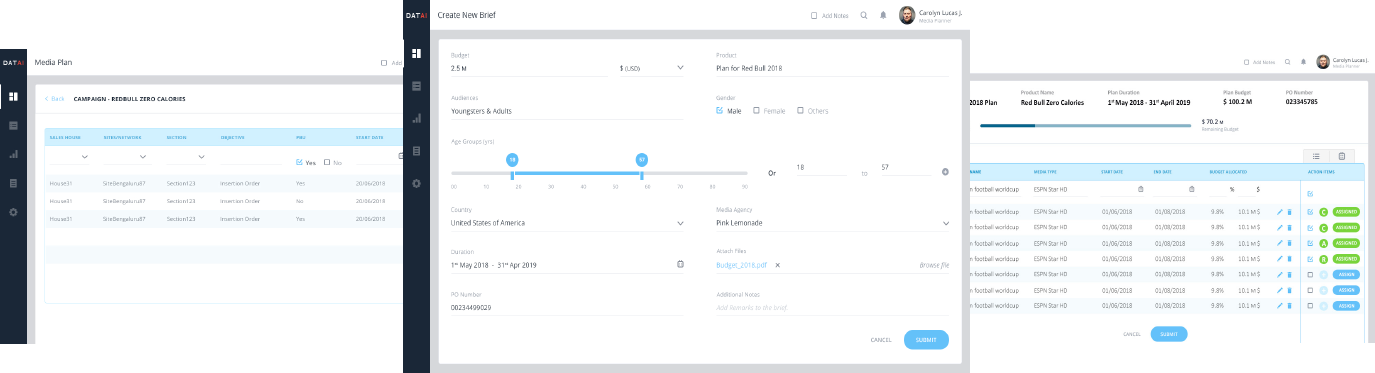 DATAI
Media Plan
Add
Back
CAMPAIGN - REDBULL ZERO CALORIES
SALES HOUSE SITES/NETWORK SECTION OBJECTIVE START DATE
Yes No
House31 SiteBengaluru87 Section123 Insertion Order Yes 20/06/2018
House31 SiteBengaluru87 Section123 Insertion Order No 20/06/2018
House31 SiteBengaluru87 Section123 Insertion Order Yes 20/06/2018
DATAI
Create New Brief
Add Notes
Carolyn Lucas J.
Media Planner
Budget
2.5 M $ (USD)
Product
Plan for Red Bull 2018
Audiences
Youngsters & Adults
Gender
Male Female Others
Age Groups (yrs)
18 57
00 10 20 30 40 50 60 70 80 90
Or 18 to 57
Country
United States of America
Media Agency
Pink Lemonade
Duration
1st May 2018 - 31st Apr 2019
Attach Files
Budget_2018.pdf Browse file
PO Number
00234499029
Additional Notes
Add Remarks to the brief
CANCEL SUBMIT
Add Notes
Carolyn Lucas J.
Media Planner
Product Name Plan Duration Plan Budget PO Number
2018 Plan Red Bull Zero Calories 1st May 2018 - 31st April 2019 $ 100.2 M 023345785
$ 70.2 M
Remaining Budget
NAME MEDIA TYPE START DATE END DATE BUDGET ALLOCATED ACTION ITEMS
n football worldcup ESPN Star HD % $
n football worldcup ESPN Star HD 01/06/2018 01/08/2018 9.8% 10.1 M $ C ASSIGNED
n football worldcup ESPN Star HD 01/06/2018 01/08/2018 9.8% 10.1 M $ C ASSIGNED
n football worldcup ESPN Star HD 01/06/2018 01/08/2018 9.8% 10.1 M $ A ASSIGNED
n football worldcup ESPN Star HD 01/06/2018 01/08/2018 9.8% 10.1 M $ R ASSIGNED
n football worldcup ESPN Star HD 01/06/2018 01/08/2018 9.8% 10.1 M $ ASSIGN
n football worldcup ESPN Star HD 01/06/2018 01/08/2018 9.8% 10.1 M $ ASSIGN
n football worldcup ESPN Star HD 01/06/2018 01/08/2018 9.8% 10.1 M $ ASSIGN
CANCEL SUBMIT